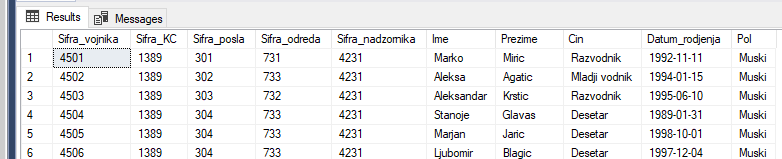 Results Messages
Sifra_vojnika Sifra_KC Sifra_posla Sifra_odreda Sifra_nadzornika Ime Prezime Cin Datum_rodjenja Pol
1 4501 1389 301 731 4231 Marko Miric Razvodnik 1992-11-11 Muski
2 4502 1389 302 733 4231 Aleksa Agatic Mladji vodnik 1994-01-15 Muski
3 4503 1389 303 732 4231 Aleksandar Krstic Razvodnik 1995-06-10 Muski
4 4504 1389 304 733 4231 Stanoje Glavas Desetar 1989-01-31 Muski
5 4505 1389 304 733 4231 Marjan Jaric Desetar 1998-10-01 Muski
6 4506 1389 304 733 4231 Ljubomir Blagic Desetar 1997-12-04 Muski